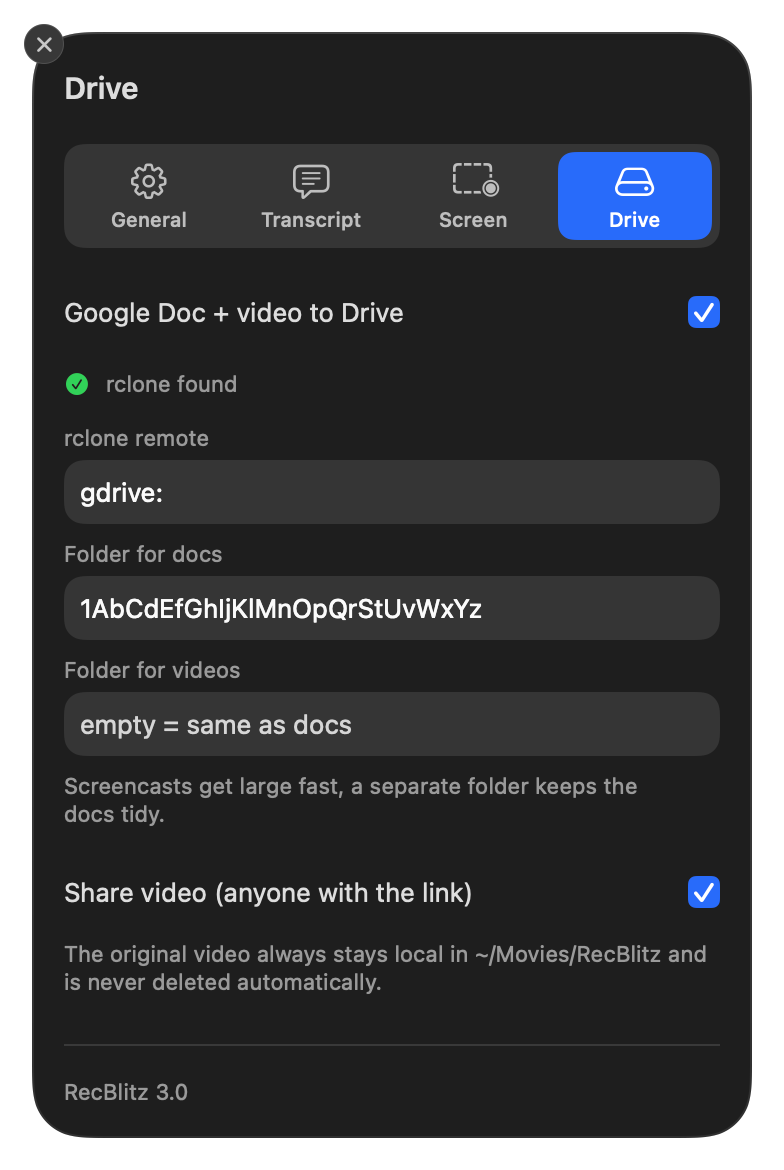 Drive
General
Transcript
Screen
Drive
Google Doc + video to Drive
rclone found
rclone remote
gdrive:
Folder for docs
1AbCdEfGhIjKlMnOpQrStUvWxYz
Folder for videos
empty = same as docs
Screencasts get large fast, a separate folder keeps the
docs tidy.
Share video (anyone with the link)
The original video always stays local in ~/Movies/RecBlitz and
is never deleted automatically.
RecBlitz 3.0